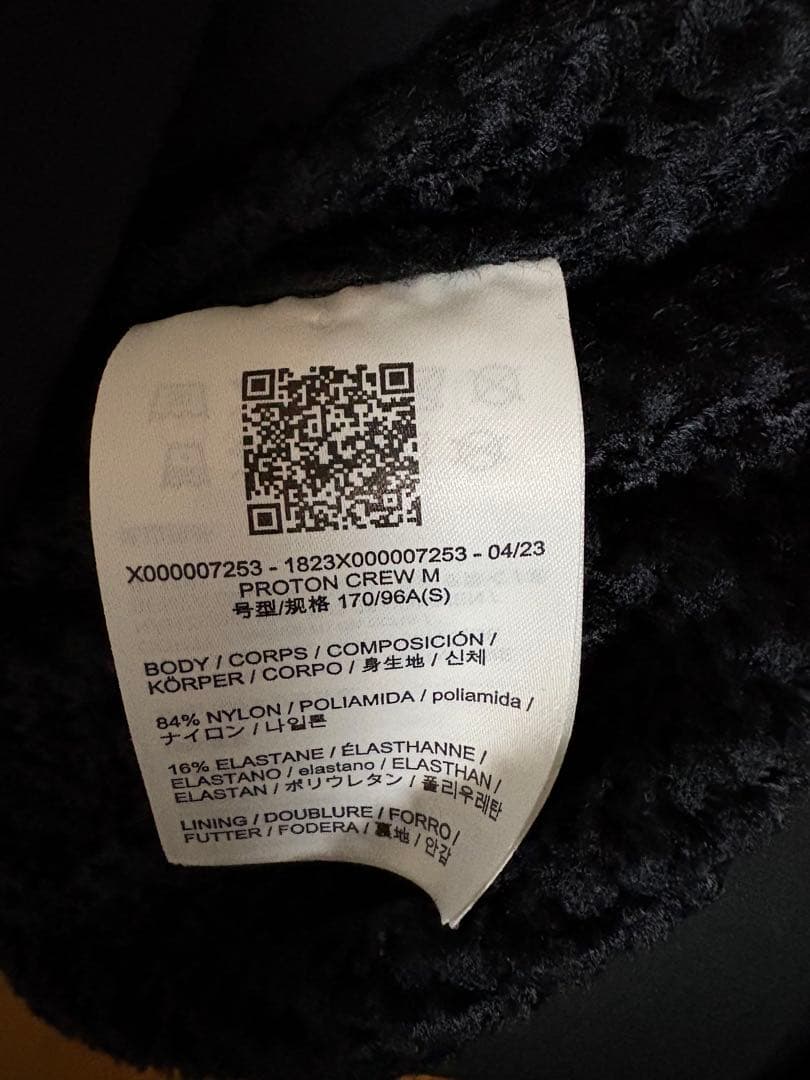 X000007253 - 1823X000007253 - 04/23
PROTON CREW M
号型/规格 170/96A(S)
BODY / CORPS / COMPOSICIÓN /
KÖRPER / CORPO / 身生地 / 신체
84% NYLON / POLIAMIDA / poliamida /
ナイロン / 나일론
16% ELASTANE / ÉLASTHANNE /
ELASTANO / elastano / ELASTHAN /
ELASTAN / ポリウレタン / 폴리우레탄
LINING / DOUBLURE / FORRO /
FUTTER / FODERA / 裏地 / 안감